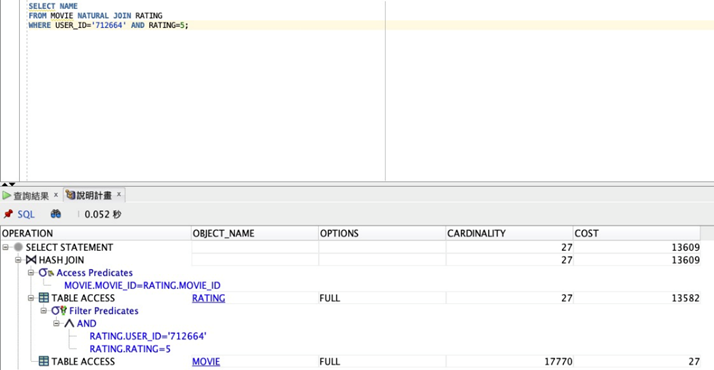 SELECT NAME
FROM MOVIE NATURAL JOIN RATING
WHERE USER_ID='712664' AND RATING=5;
查詢結果 × 說明計畫 ×
SQL 0.052 秒
OPERATION OBJECT_NAME OPTIONS CARDINALITY COST
SELECT STATEMENT 27 13609
HASH JOIN 27 13609
Access Predicates
MOVIE.MOVIE_ID=RATING.MOVIE_ID
TABLE ACCESS RATING FULL 27 13582
Filter Predicates
AND
RATING.USER_ID='712664'
RATING.RATING=5
TABLE ACCESS MOVIE FULL 17770 27